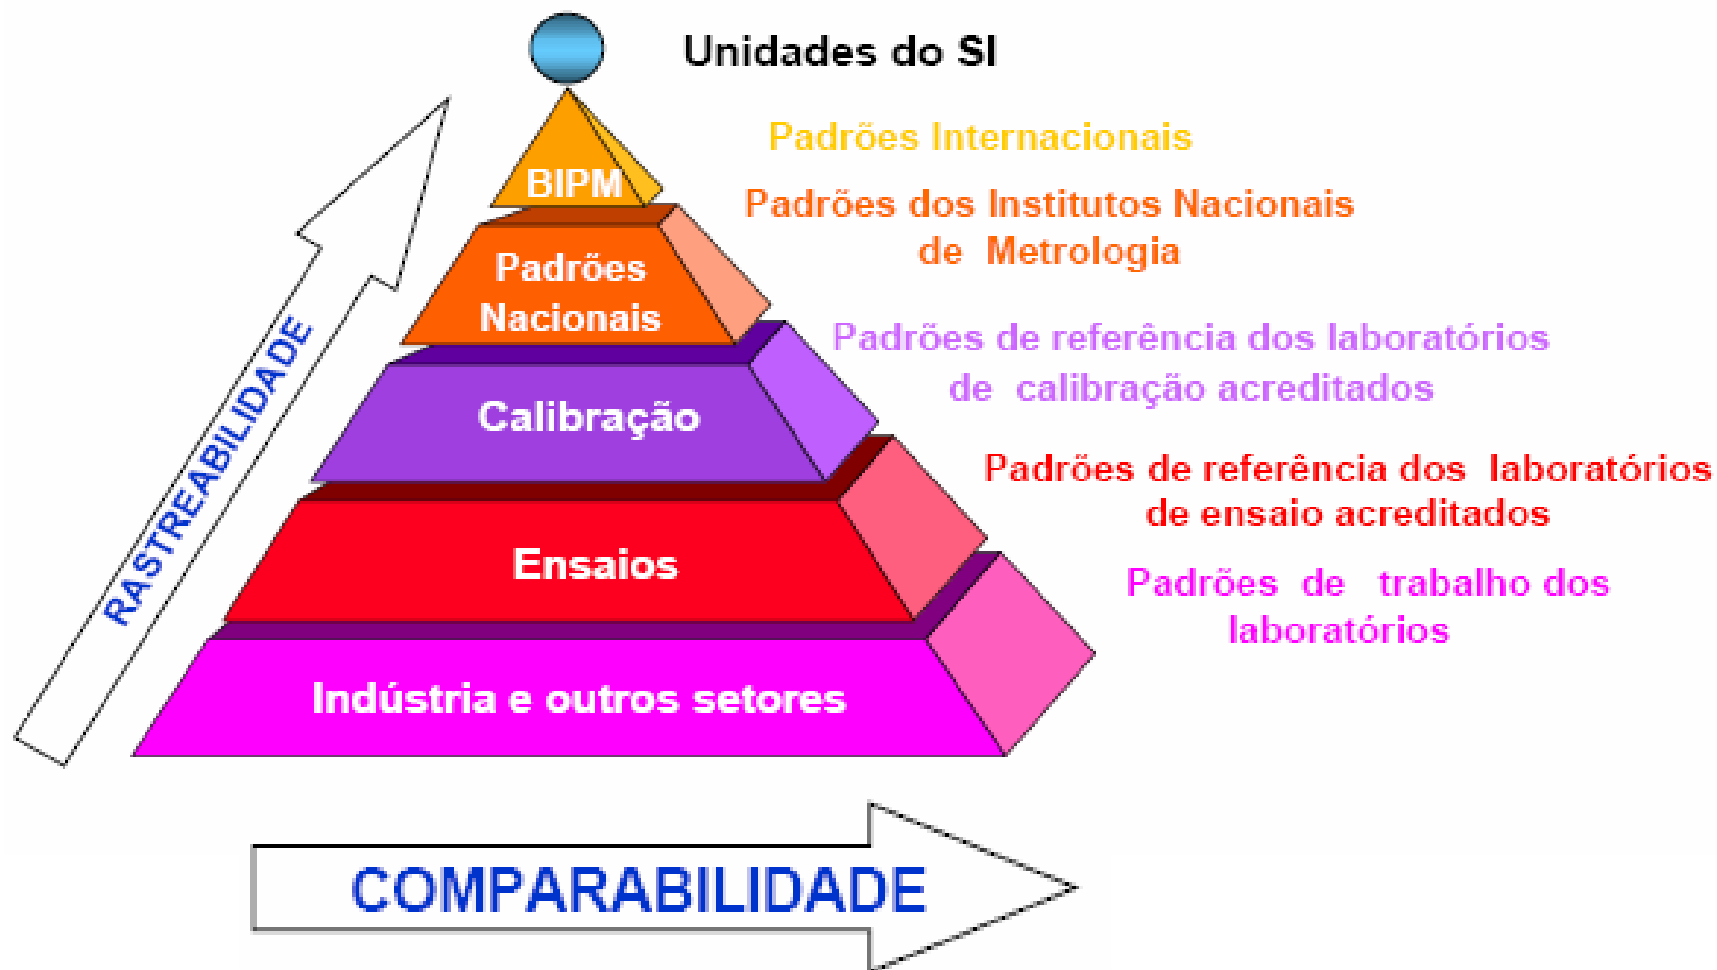 Unidades do SI
Padrões Internacionais
BIPM
Padrões dos Institutos Nacionais
de Metrologia
Padrões
Nacionais
Padrões de referência dos laboratórios
de calibração acreditados
Calibração
Padrões de referência dos laboratórios
de ensaio acreditados
Ensaios
Padrões de trabalho dos
laboratórios
Indústria e outros setores
RASTREABILIDADE
COMPARABILIDADE